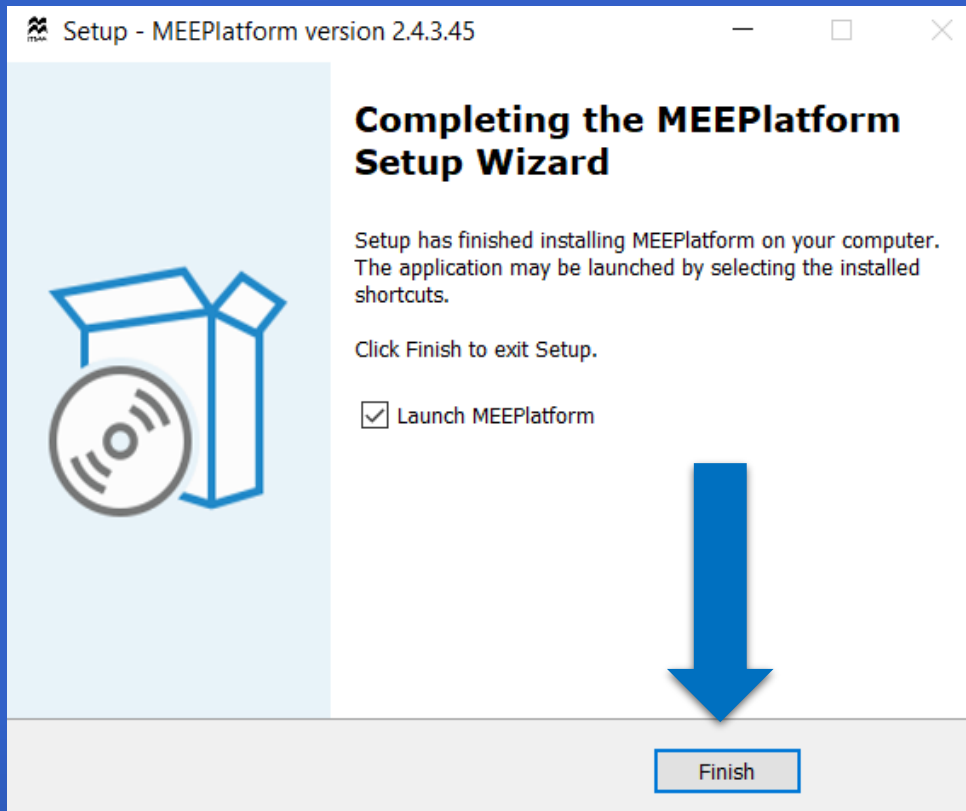 Setup - MEEPlatform version 2.4.3.45
Completing the MEEPlatform
Setup Wizard
Setup has finished installing MEEPlatform on your computer.
The application may be launched by selecting the installed
shortcuts.
Click Finish to exit Setup.
Launch MEEPlatform
Finish